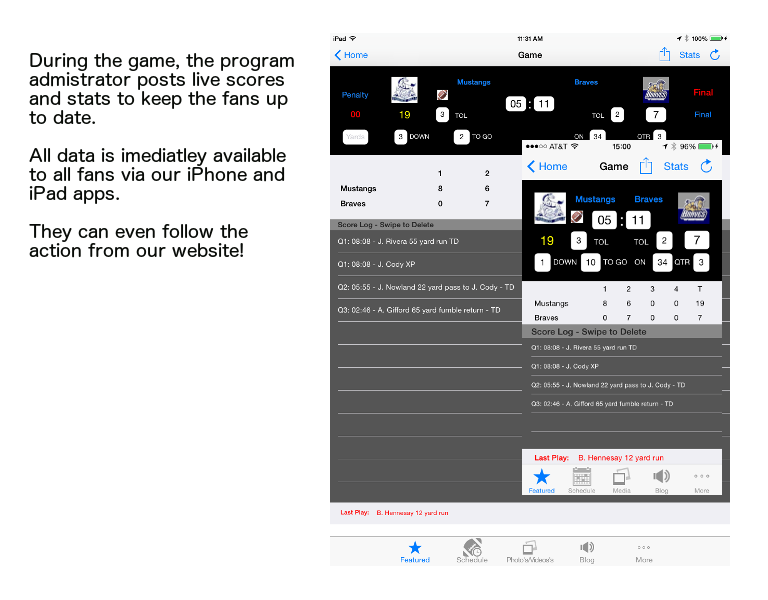 During the game, the program
admistrator posts live scores
and stats to keep the fans up
to date.
All data is imediatley available
to all fans via our iPhone and
iPad apps.
They can even follow the
action from our website!
iPad 11:31 AM 100%
Home Game Stats
Mustangs Braves
Penalty Final
05 : 11
00 19 3 TOL TOL 2 7 Final
Yards 3 DOWN 2 TO GO ON 34 QTR 3
1 2
Mustangs 8 6
Braves 0 7
Score Log - Swipe to Delete
Q1: 08:08 - J. Rivera 55 yard run TD
Q1: 08:08 - J. Cody XP
Q2: 05:55 - J. Nowland 22 yard pass to J. Cody - TD
Q3: 02:46 - A. Gifford 65 yard fumble return - TD
Last Play: B. Hennesay 12 yard run
Featured Schedule Photo's/Videos's Blog More
AT&T 15:00 96%
Home Game Stats
Mustangs Braves
05 : 11
19 3 TOL TOL 2 7
1 DOWN 10 TO GO ON 34 QTR 3
1 2 3 4 T
Mustangs 8 6 0 0 19
Braves 0 7 0 0 7
Score Log - Swipe to Delete
Q1: 08:08 - J. Rivera 55 yard run TD
Q1: 08:08 - J. Cody XP
Q2: 05:55 - J. Nowland 22 yard pass to J. Cody - TD
Q3: 02:46 - A. Gifford 65 yard fumble return - TD
Last Play: B. Hennesay 12 yard run
Featured Schedule Media Blog More